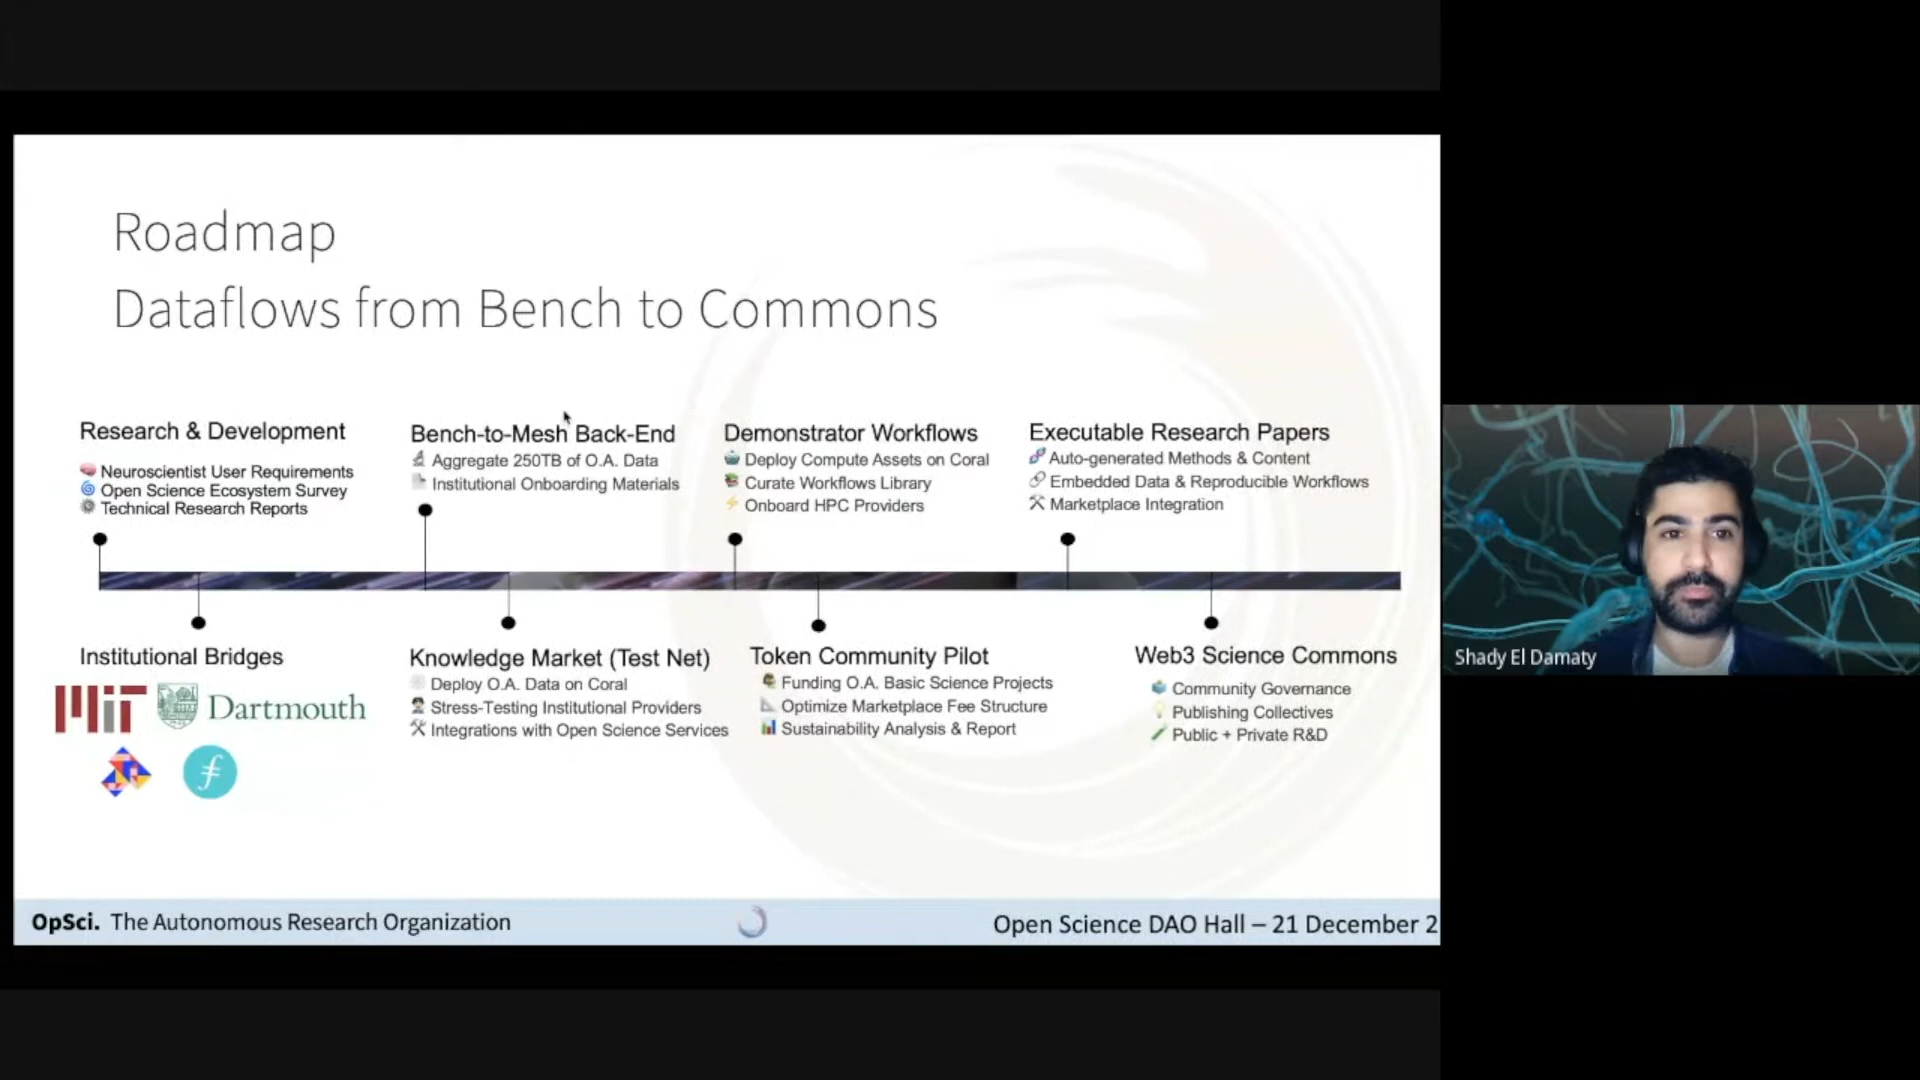 Roadmap
Dataflows from Bench to Commons
Research & Development
Neuroscientist User Requirements
Open Science Ecosystem Survey
Technical Research Reports
Bench-to-Mesh Back-End
Aggregate 250TB of O.A. Data
Institutional Onboarding Materials
Demonstrator Workflows
Deploy Compute Assets on Coral
Curate Workflows Library
Onboard HPC Providers
Executable Research Papers
Auto-generated Methods & Content
Embedded Data & Reproducible Workflows
Marketplace Integration
Institutional Bridges
MIT
Dartmouth
Knowledge Market (Test Net)
Deploy O.A. Data on Coral
Stress-Testing Institutional Providers
Integrations with Open Science Services
Token Community Pilot
Funding O.A. Basic Science Projects
Optimize Marketplace Fee Structure
Sustainability Analysis & Report
Web3 Science Commons
Community Governance
Publishing Collectives
Public + Private R&D
OpSci. The Autonomous Research Organization
Open Science DAO Hall – 21 December 2
Shady El Damaty